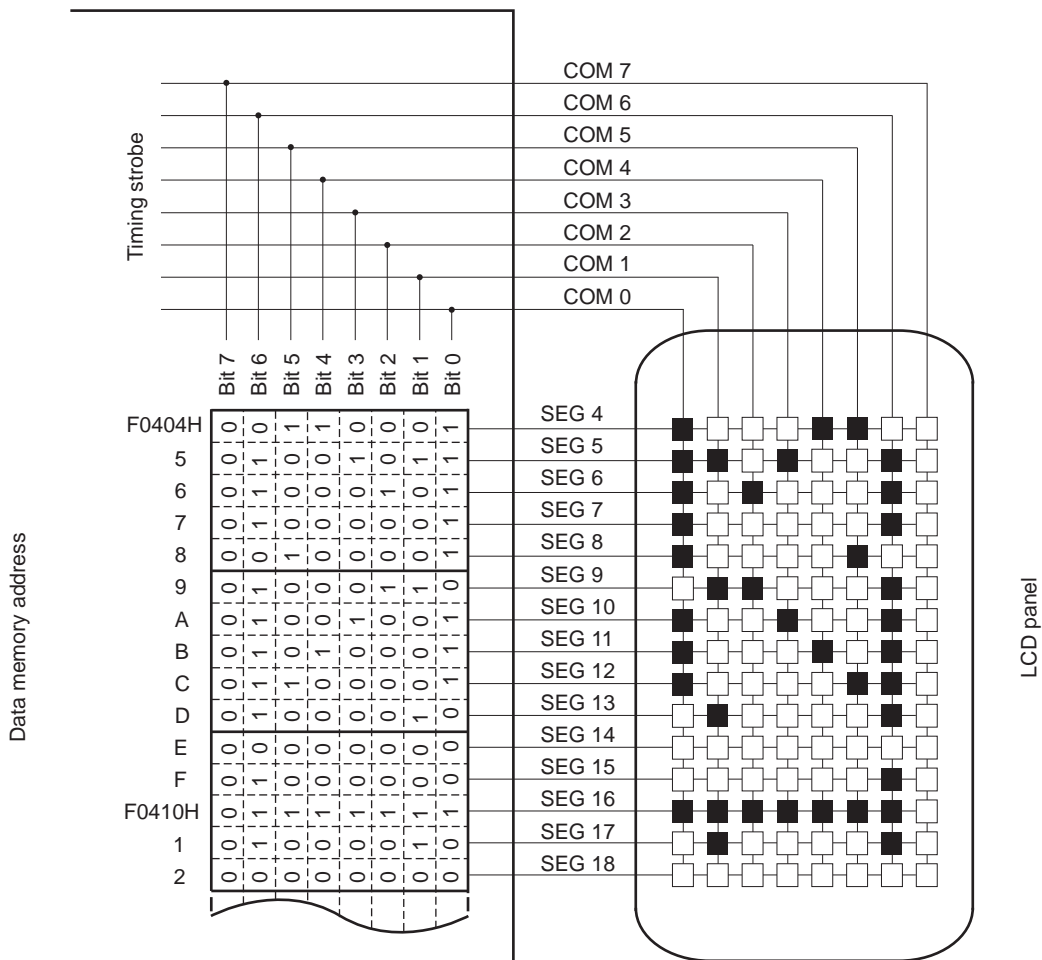 COM 7
COM 6
COM 5
COM 4
COM 3
COM 2
COM 1
COM 0
Timing strobe
Bit 7 Bit 6 Bit 5 Bit 4 Bit 3 Bit 2 Bit 1 Bit 0
F0404H 0 0 1 1 0 0 0 1 SEG 4
5 0 1 0 0 1 0 1 1 SEG 5
6 0 1 0 0 0 1 0 1 SEG 6
7 0 1 0 0 0 0 0 1 SEG 7
8 0 0 1 0 0 0 0 1 SEG 8
9 0 1 0 0 0 1 1 0 SEG 9
A 0 1 0 0 1 0 0 1 SEG 10
B 0 1 0 1 0 0 0 1 SEG 11
C 0 1 1 0 0 0 0 1 SEG 12
D 0 1 0 0 0 0 1 0 SEG 13
E 0 0 0 0 0 0 0 0 SEG 14
F 0 1 0 0 0 0 0 0 SEG 15
F0410H 0 1 1 1 1 1 1 1 SEG 16
1 0 1 0 0 0 0 1 0 SEG 17
2 0 0 0 0 0 0 0 0 SEG 18
Data memory address
LCD panel